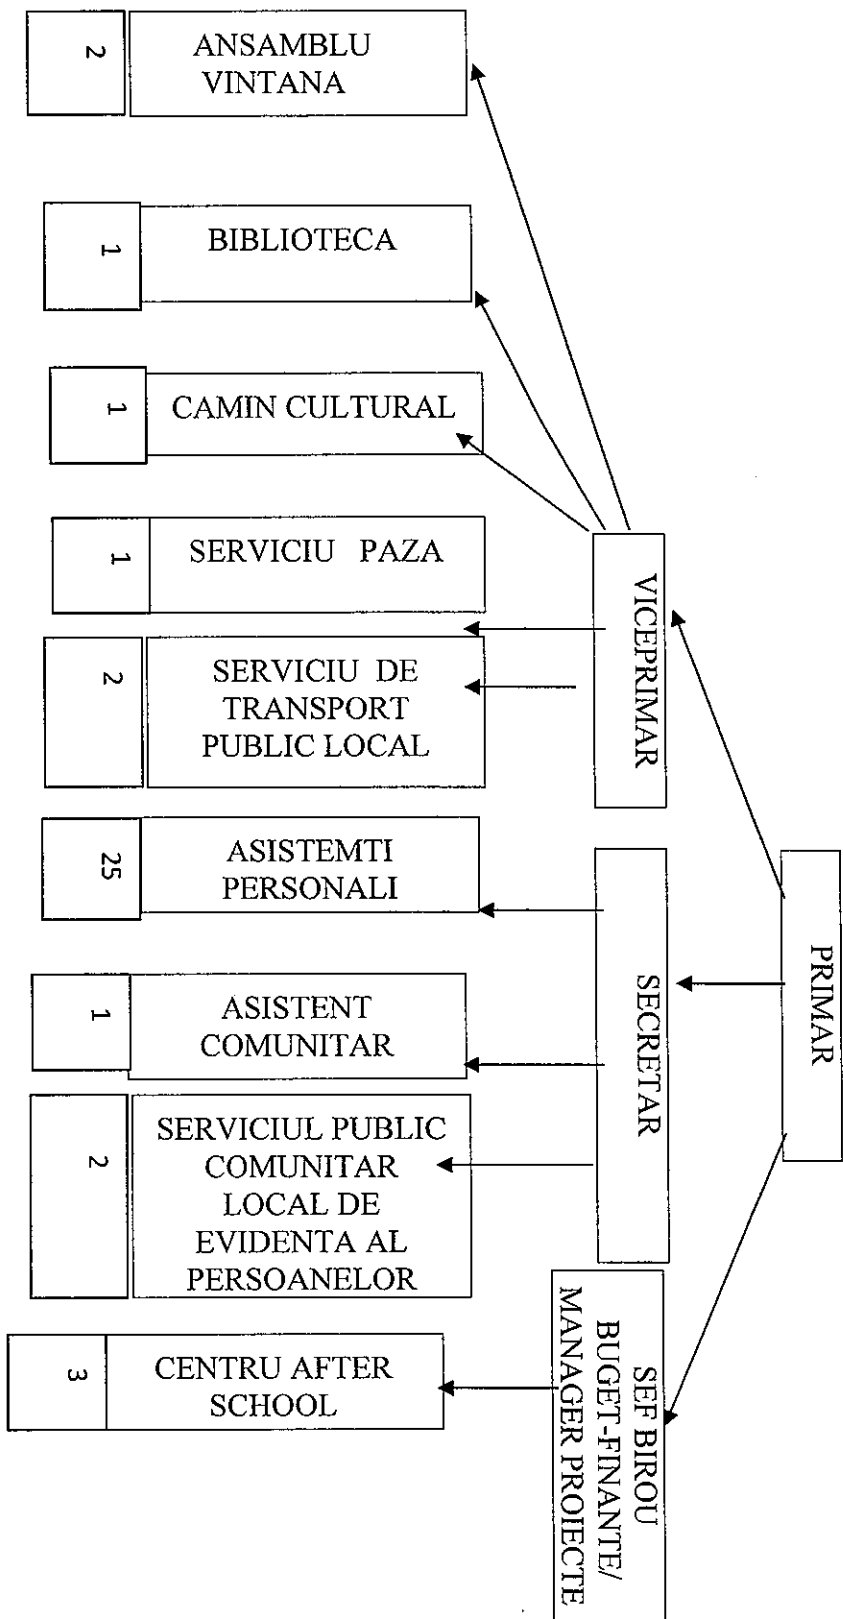 PRIMAR
VICEPRIMAR
SECRETAR
SEF BIROU
BUGET-FINANTE/
MANAGER PROIECTE
ANSAMBLU
VINTANA
2
BIBLIOTECA
1
CAMIN CULTURAL
1
SERVICIU PAZA
1
SERVICIU DE
TRANSPORT
PUBLIC LOCAL
2
ASISTEMTI
PERSONALI
25
ASISTENT
COMUNITAR
1
SERVICIUL PUBLIC
COMUNITAR
LOCAL DE
EVIDENTA AL
PERSOANELOR
2
CENTRU AFTER
SCHOOL
3